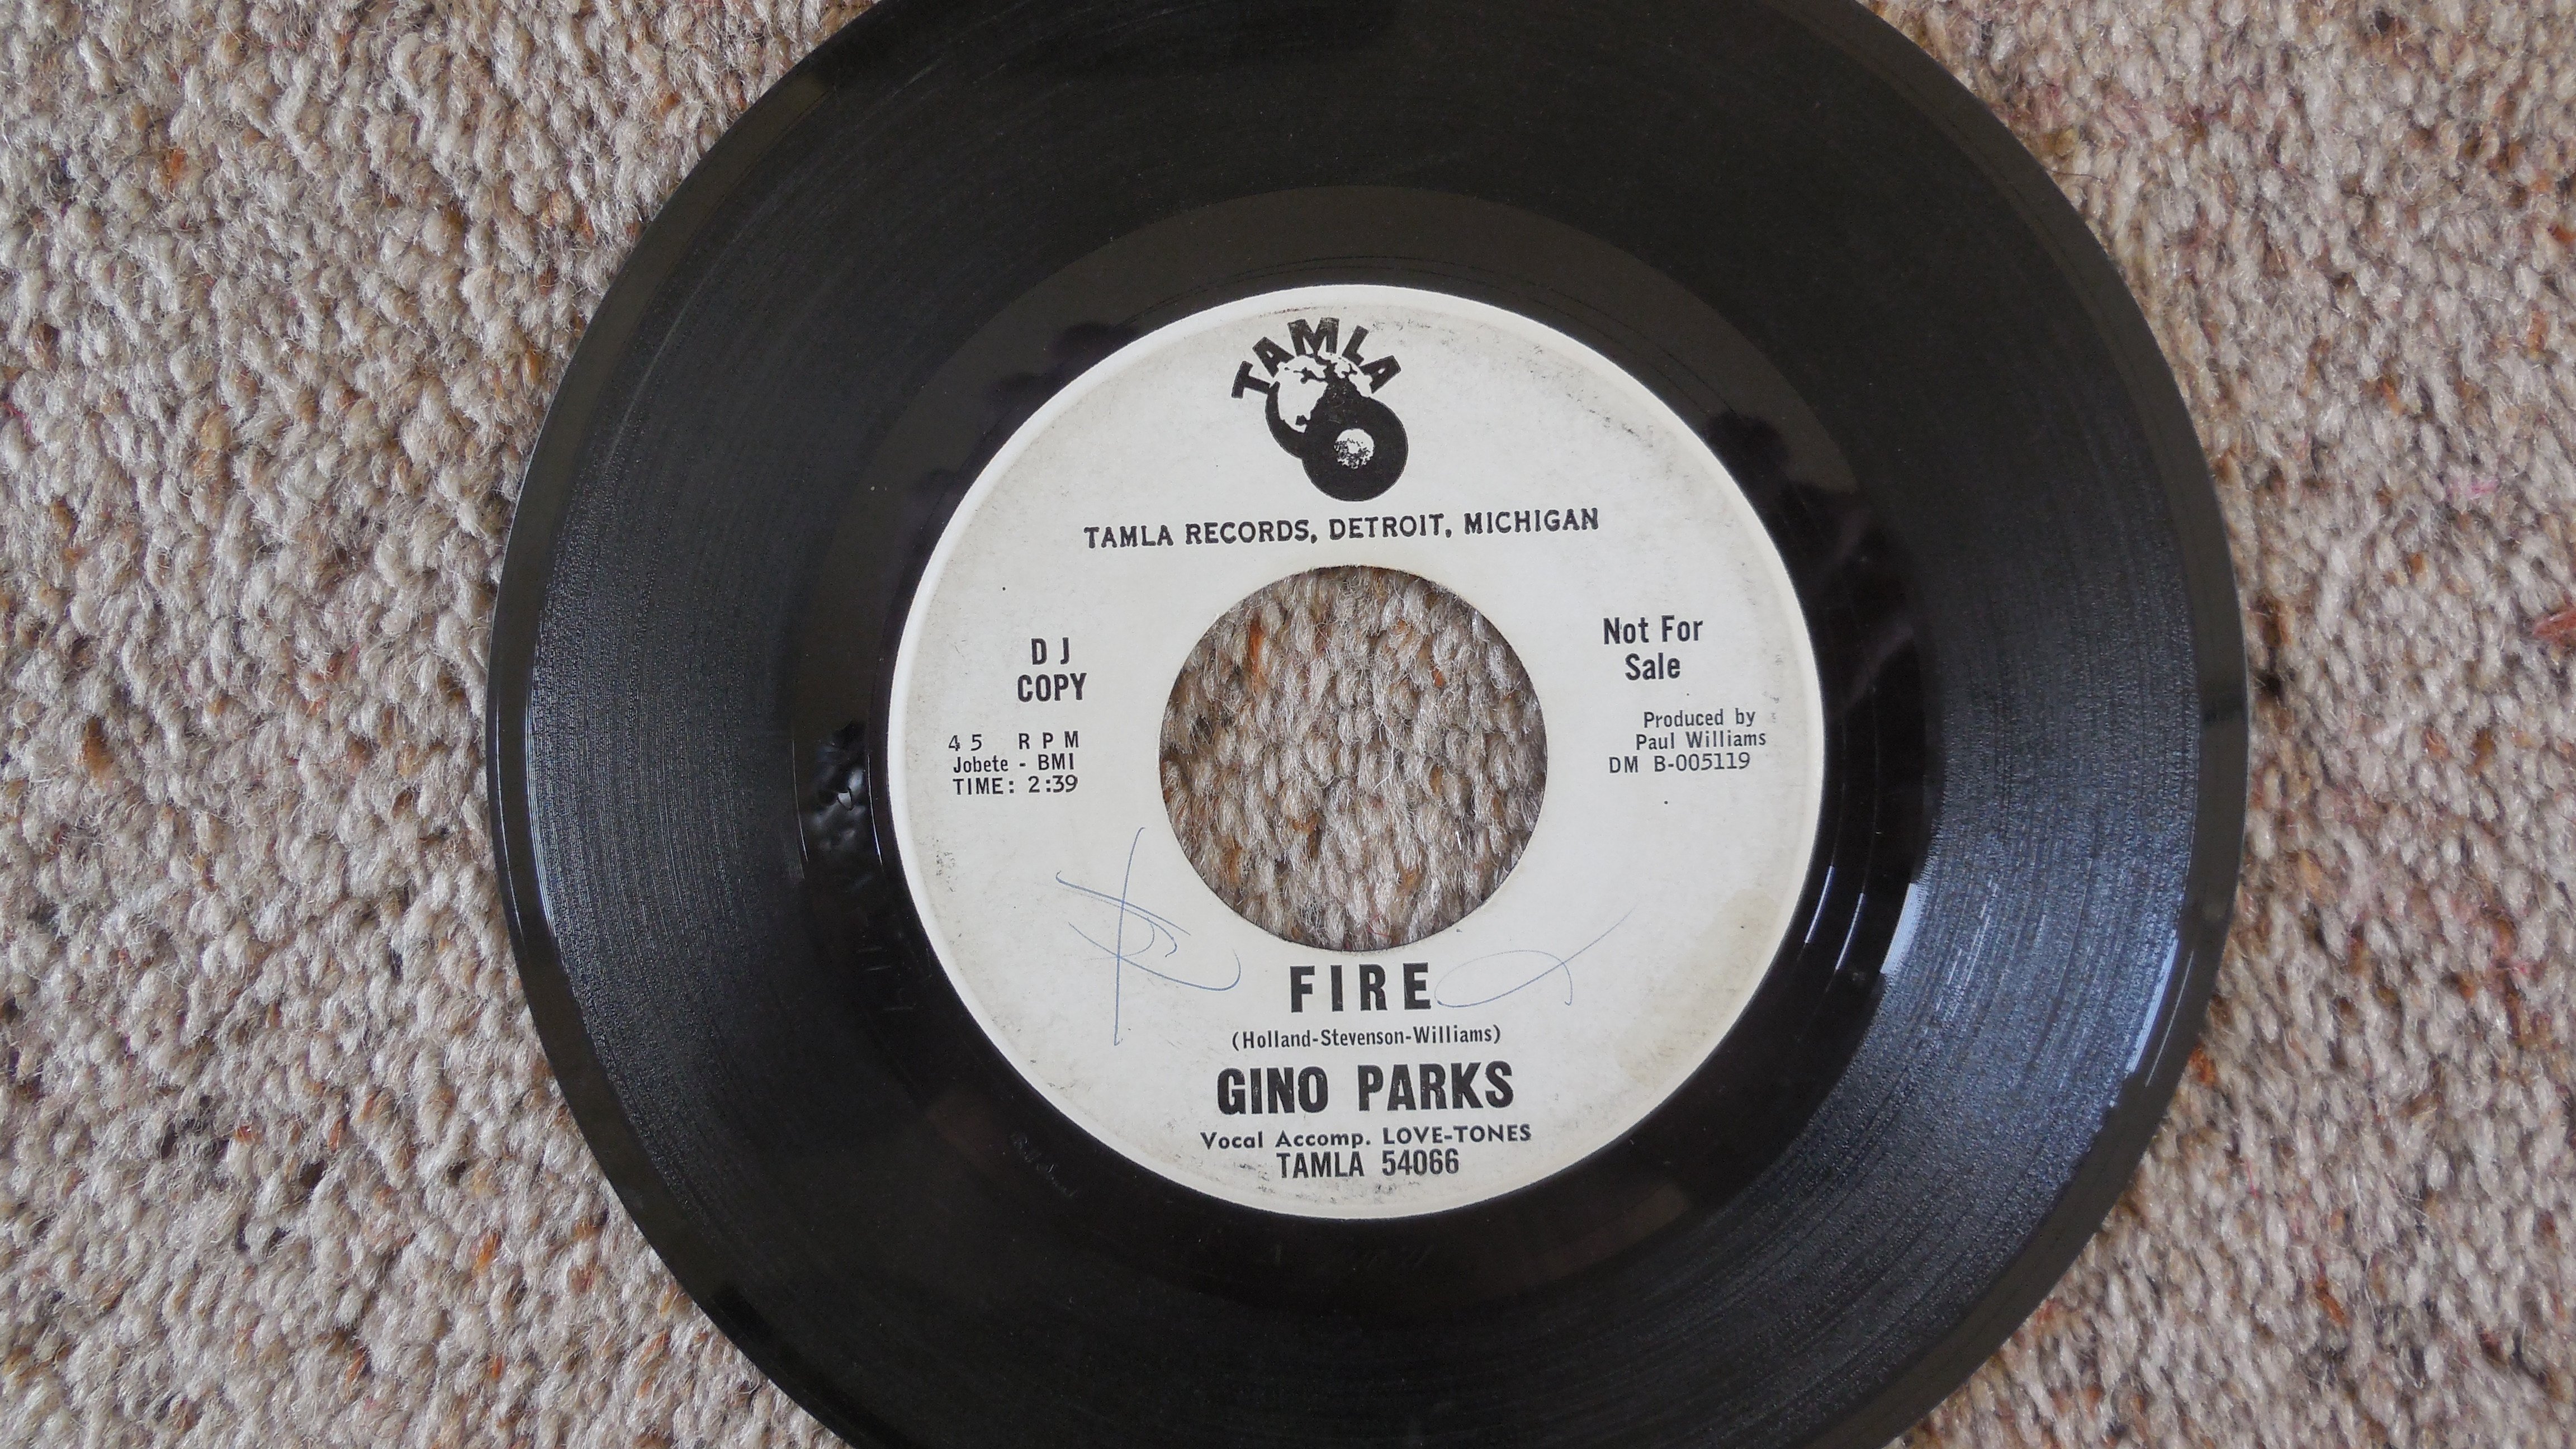 TAMLA
TAMLA RECORDS, DETROIT, MICHIGAN
D J
COPY
Not For
Sale
45 RPM
Jobete - BMI
TIME: 2:39
Produced by
Paul Williams
DM B-005119
FIRE
(Holland-Stevenson-Williams)
GINO PARKS
Vocal Accomp. LOVE-TONES
TAMLA 54066